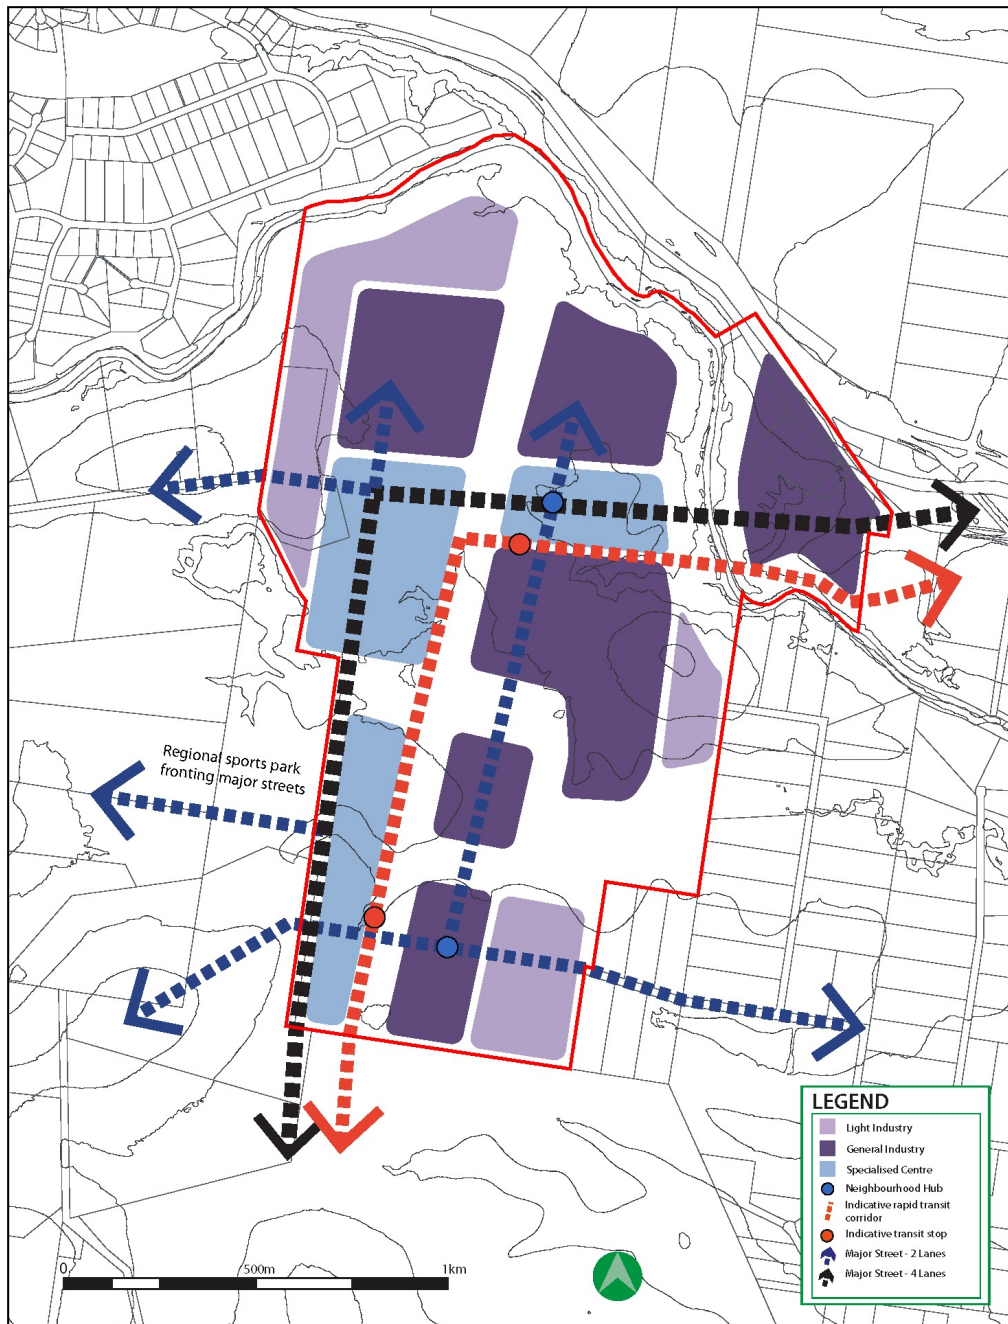 Regional sports park
fronting major streets
LEGEND
Light Industry
General Industry
Specialised Centre
Neighbourhood Hub
Indicative rapid transit
corridor
Indicative transit stop
Major Street - 2 Lanes
Major Street - 4 Lanes
0 500m 1km